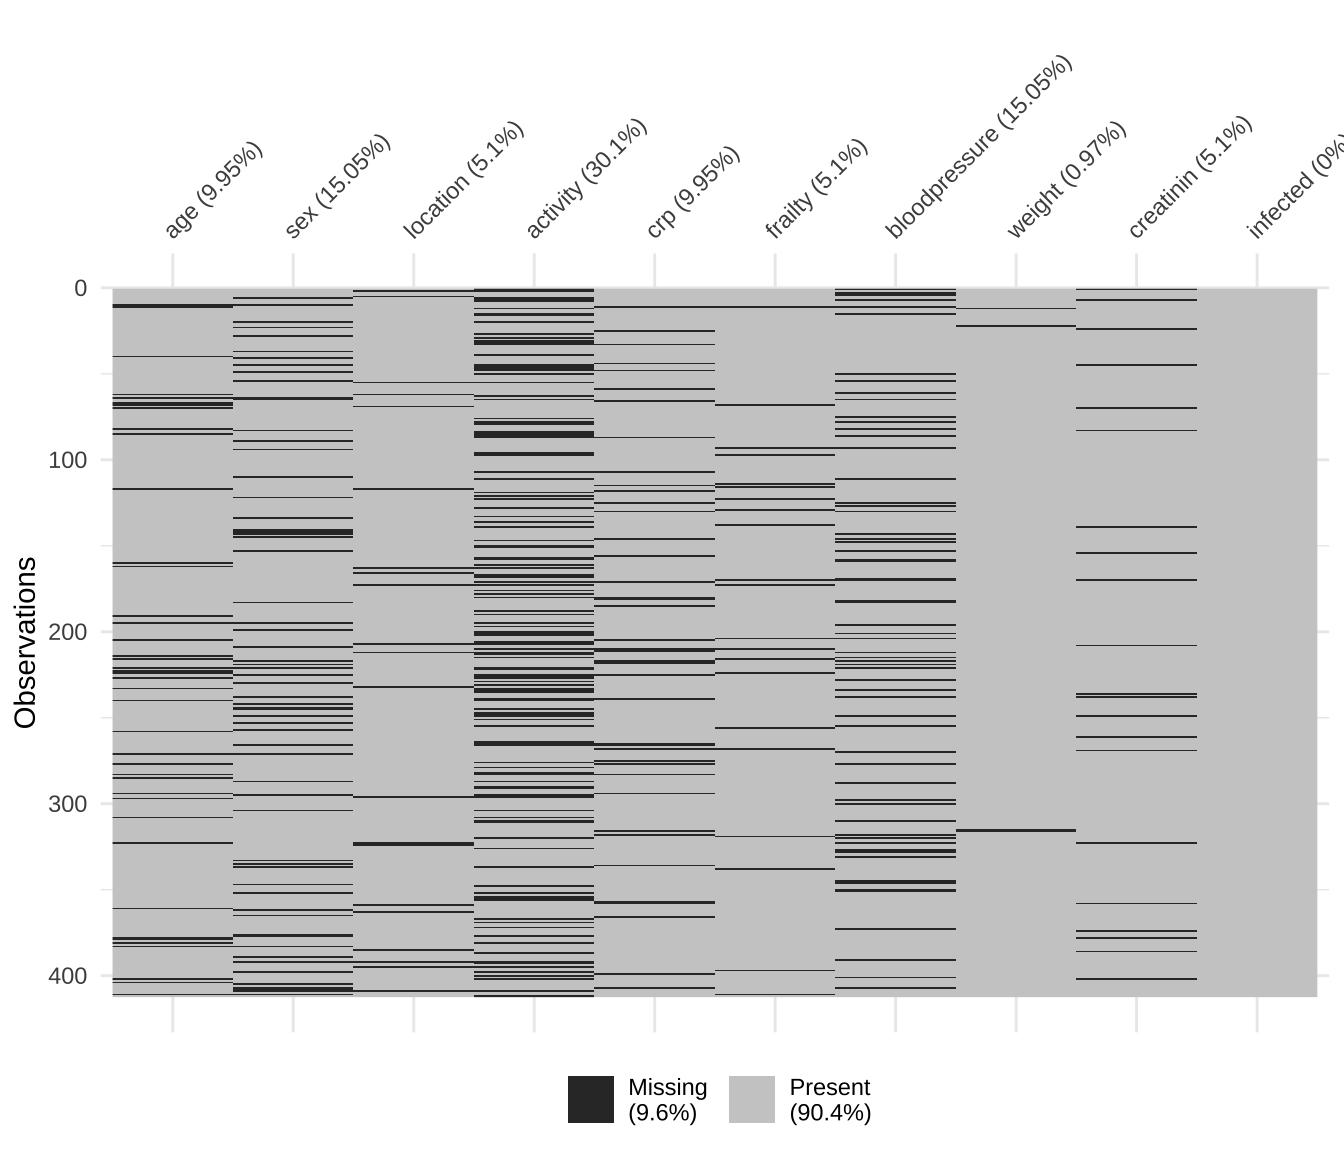 age (9.95%)
sex (15.05%)
location (5.1%)
activity (30.1%)
crp (9.95%)
frailty (5.1%)
bloodpressure (15.05%)
weight (0.97%)
creatinin (5.1%)
infected (0%
0
100
200
300
400
Observations
Missing
(9.6%)
Present
(90.4%)